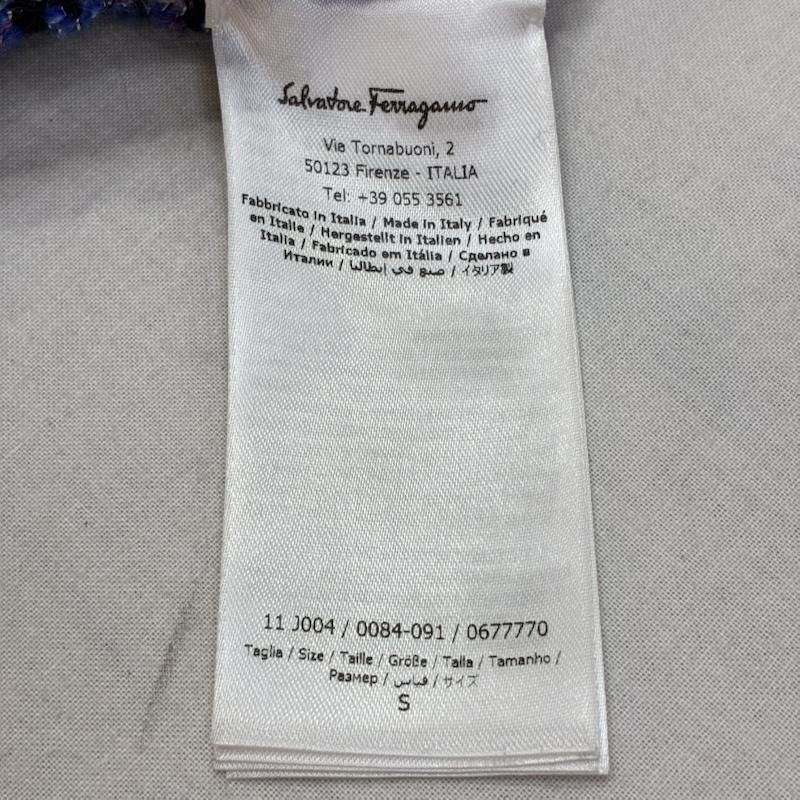 Salvatore Ferragamo
Via Tornabuoni, 2
50123 Firenze - ITALIA
Tel: +39 055 3561
Fabbricato in Italia / Made in Italy / Fabriqué
en Italie / Hergestellt in Italien / Hecho en
Italia / Fabricado em Itália / Сделано в
Италии / صنع في إيطاليا / イタリア製
11 J004 / 0084-091 / 0677770
Taglia / Size / Taille / Größe / Talla / Tamanho /
Размер / قياس / サイズ
S